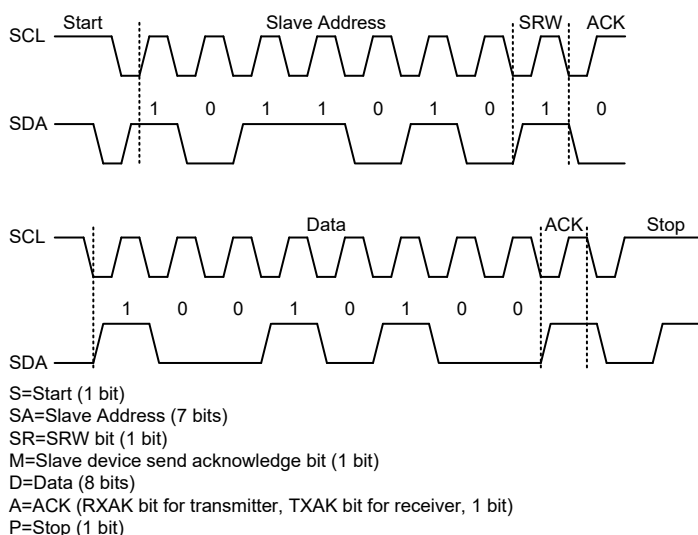 Start Slave Address SRW ACK
SCL
1 0 1 1 0 1 0 1 0
SDA
Data ACK Stop
SCL
1 0 0 1 0 1 0 0
SDA
S=Start (1 bit)
SA=Slave Address (7 bits)
SR=SRW bit (1 bit)
M=Slave device send acknowledge bit (1 bit)
D=Data (8 bits)
A=ACK (RXAK bit for transmitter, TXAK bit for receiver, 1 bit)
P=Stop (1 bit)